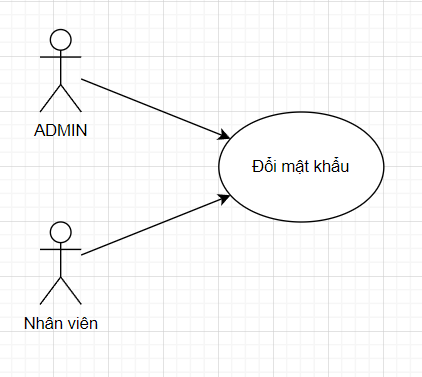 ADMIN
Đổi mật khẩu
Nhân viên